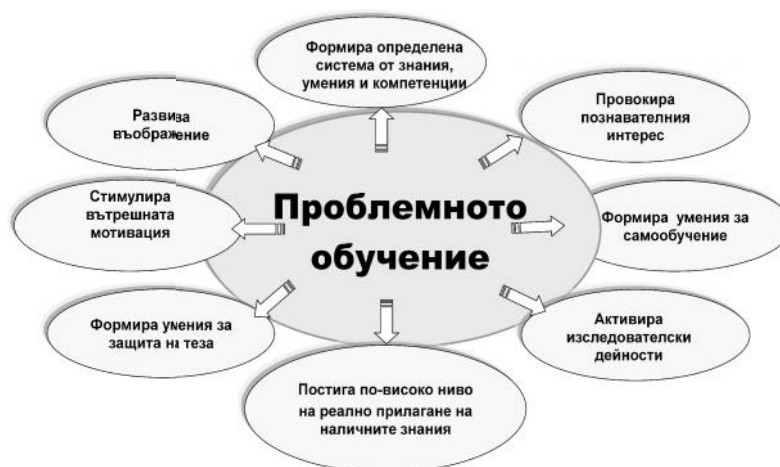 Формира определена
система от знания,
умения и компетенции
Провокира
познавателния
интерес
Формира умения за
самообучение
Активира
изследователски
дейности
Постига по-високо ниво
на реално прилагане на
наличните знания
Формира умения за
защита на теза
Стимулира
вътрешната
мотивация
Развива
въображение
Проблемното
обучение